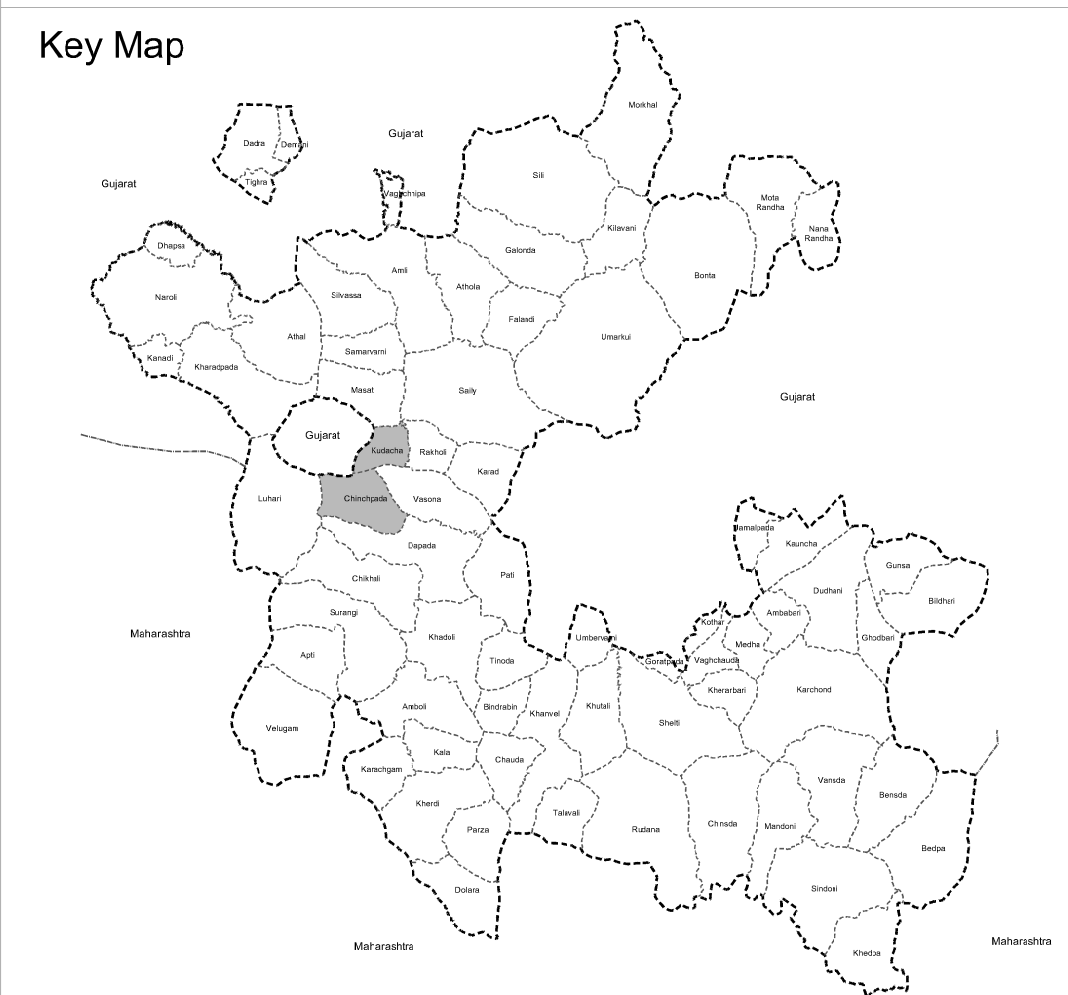 Key Map
Morkhal
Gujarat
Dadra
Demni
Sili
Tighra
Gujarat
Vaghchhipa
Mota
Randha
Kilavani
Nana
Randha
Dhapsa
Galonda
Amli
Bonta
Athola
Silvassa
Naroli
Falandi
Athal
Umarkui
Samarvarni
Kanadi
Kharadpada
Masat
Saily
Gujarat
Gujarat
Kudacha
Rakholi
Karad
Luhari
Chinchpada
Vasona
Jamalpada
Kauncha
Dapada
Gunsa
Pati
Chikhali
Dudhani
Bildhari
Surangi
Ambabari
Kothar
Maharashtra
Khadoli
Umbervarni
Ghodbari
Medha
Apti
Tinoda
Goratpada
Vaghchauda
Kherarbari
Karchond
Amboli
Bindrabin
Khanvel
Khutali
Shelti
Velugam
Kala
Chauda
Karachgam
Vansda
Bensda
Kherdi
Talavali
Parza
Rudana
Chinsda
Mandoni
Bedpa
Dolara
Sindoni
Maharashtra
Maharashtra
Khedpa